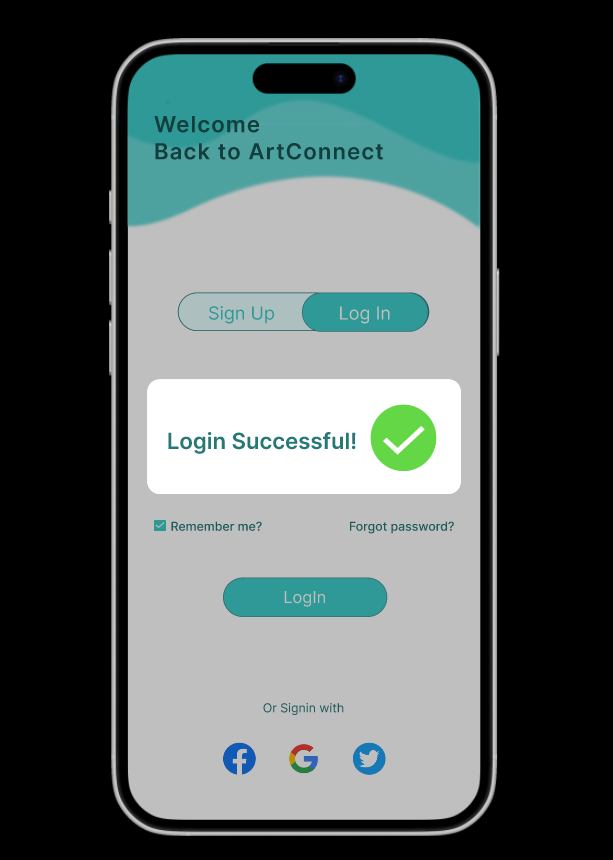 Welcome
Back to ArtConnect
Sign Up
Log In
Login Successful!
Remember me?
Forgot password?
LogIn
Or Signin with